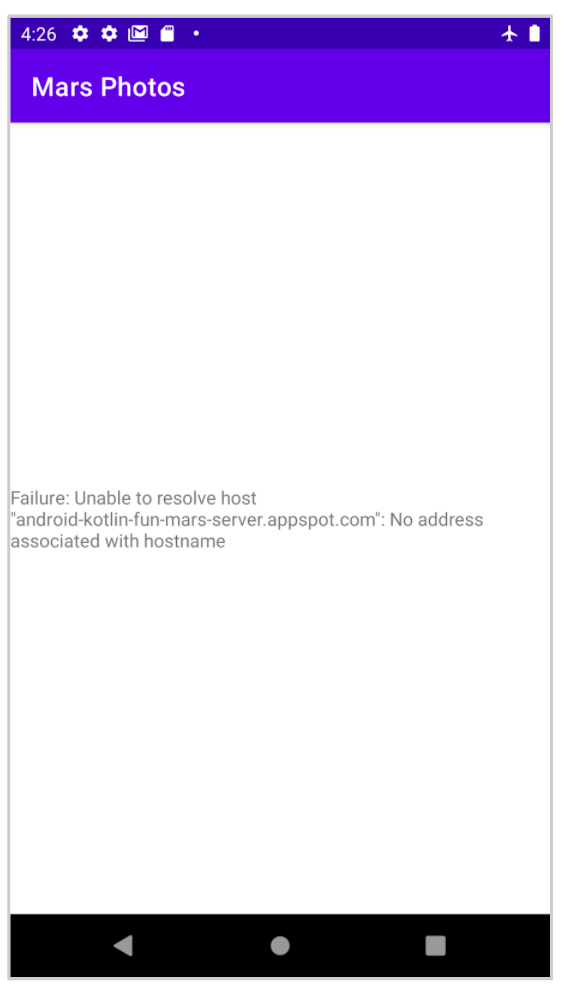 4:26
Mars Photos
Failure: Unable to resolve host
"android-kotlin-fun-mars-server.appspot.com": No address
associated with hostname